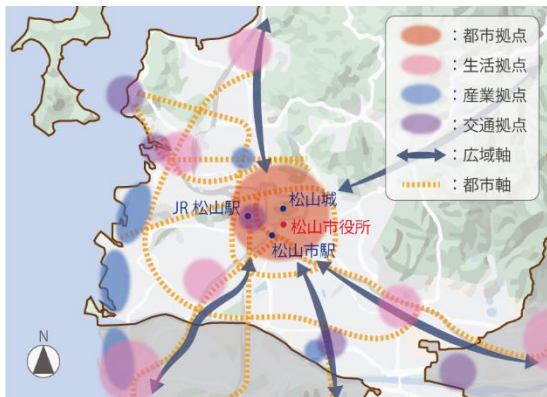 ：都市拠点
：生活拠点
：産業拠点
：交通拠点
：広域軸
：都市軸
松山城
JR 松山駅
松山市役所
松山市駅
N